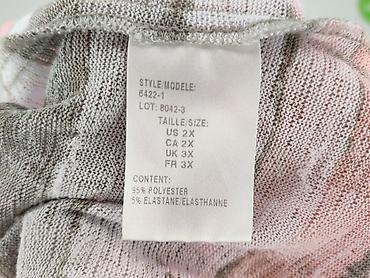 STYLE/MODELE:
6422-1
LOT: 8042-3
TAILLE/SIZE:
US 2X
CA 2X
UK 3X
FR 3X
CONTENT:
95% POLYESTER
5% ELASTANE/ELASTHANNE